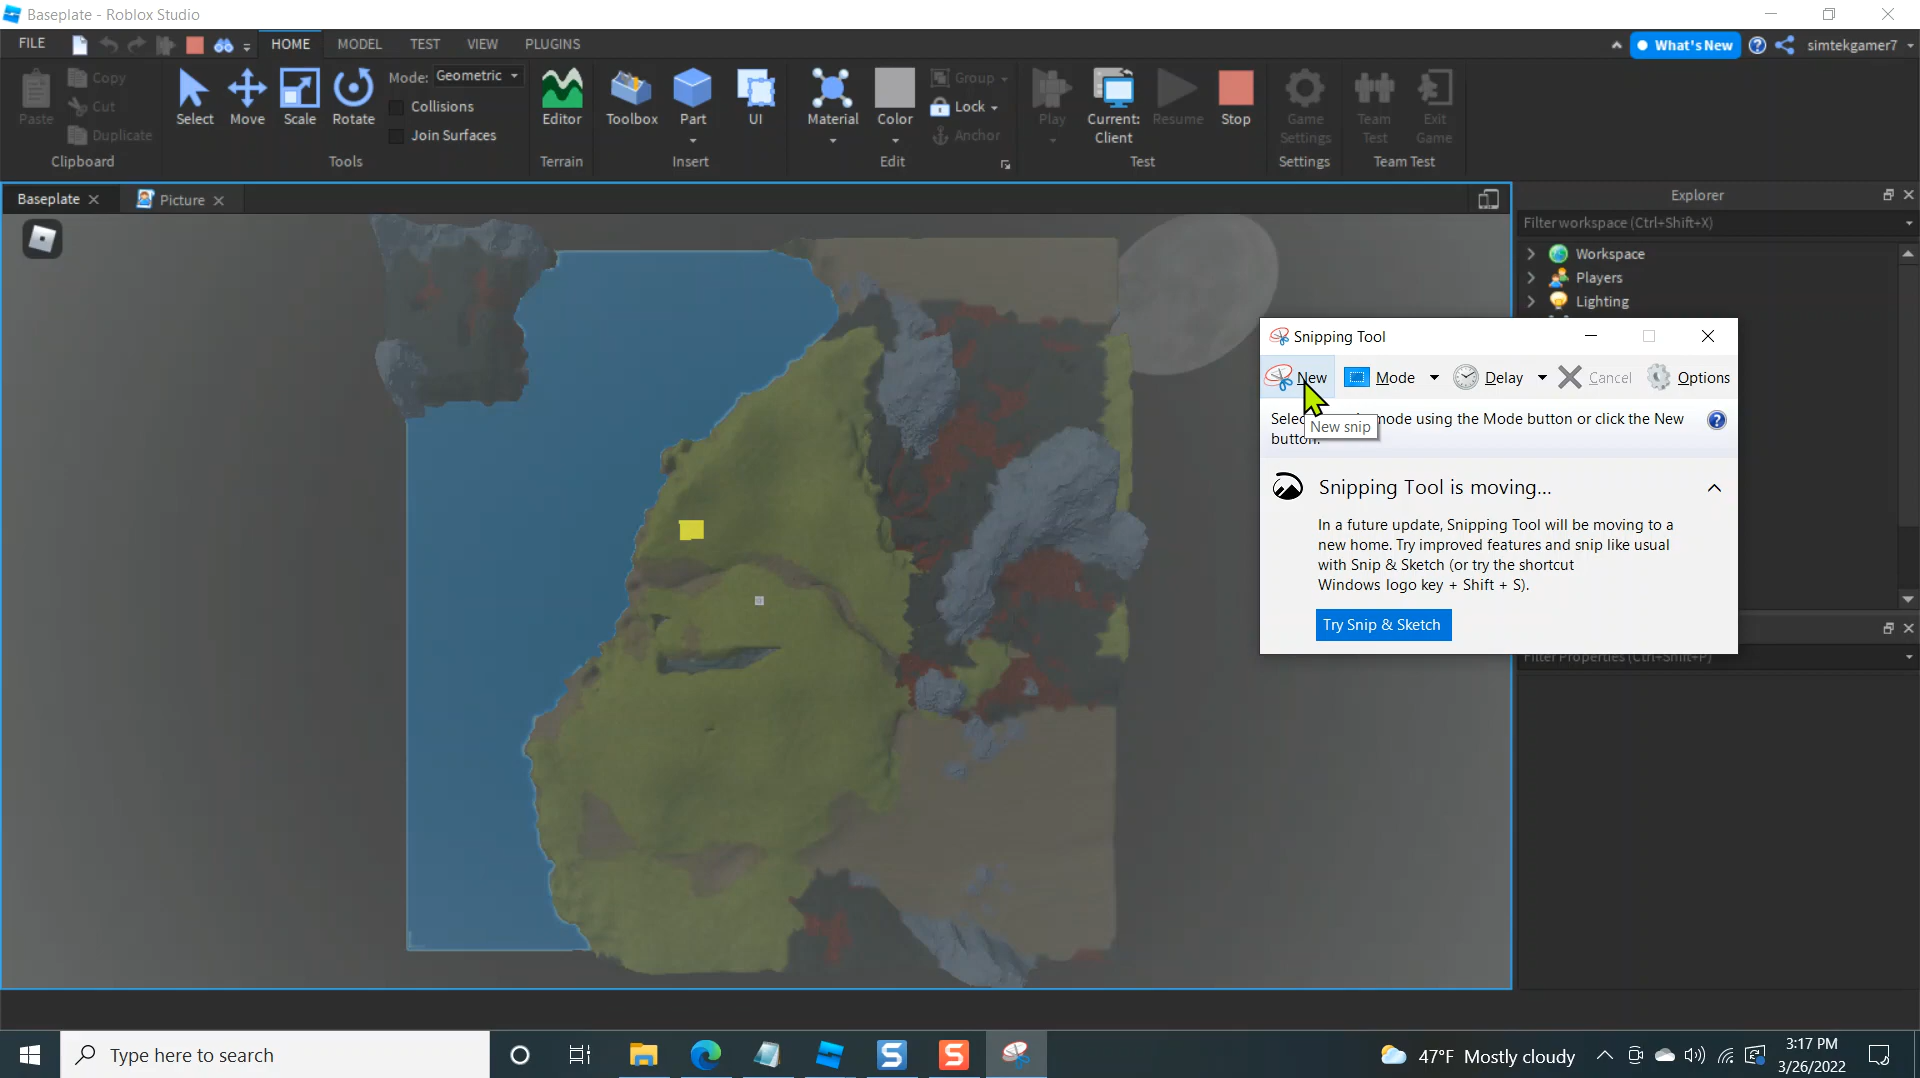 Baseplate - Roblox Studio
FILE
HOME
MODEL
TEST
VIEW
PLUGINS
What's New
simtekgamer7
Paste
Copy
Cut
Duplicate
Clipboard
Select
Move
Scale
Rotate
Mode: Geometric
Collisions
Join Surfaces
Tools
Editor
Terrain
Toolbox
Part
UI
Insert
Material
Color
Group
Lock
Anchor
Edit
Play
Current:
Client
Resume
Stop
Test
Game
Settings
Settings
Team
Test
Exit
Game
Team Test
Baseplate
Picture
Explorer
Filter workspace (Ctrl+Shift+X)
Workspace
Players
Lighting
Snipping Tool
New
Mode
Delay
Cancel
Options
Selec mode using the Mode button or click the New
button.
New snip
Snipping Tool is moving...
In a future update, Snipping Tool will be moving to a
new home. Try improved features and snip like usual
with Snip & Sketch (or try the shortcut
Windows logo key + Shift + S).
Try Snip & Sketch
Filter Properties (Ctrl+Shift+P)
Type here to search
47°F Mostly cloudy
3:17 PM
3/26/2022